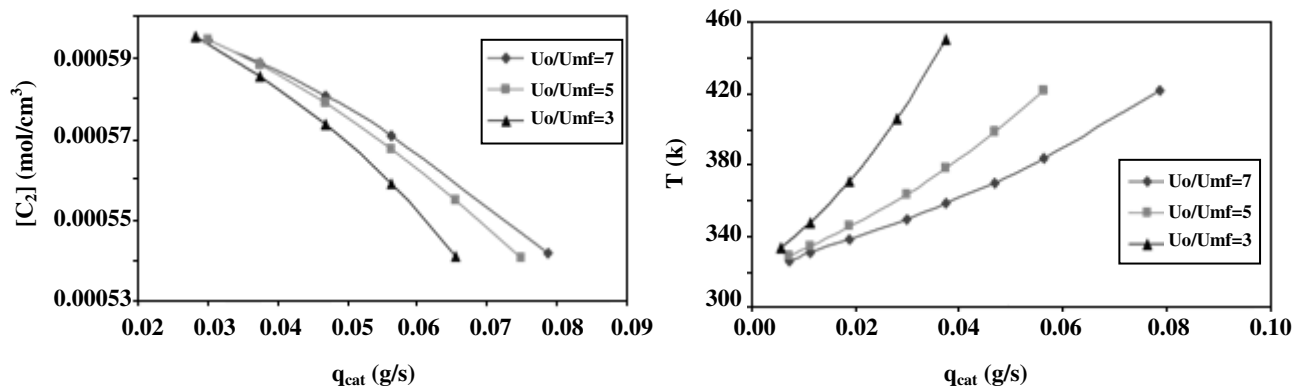 [C₂] (mol/cm³)
0.00059
0.00057
0.00055
0.00053
0.02 0.03 0.04 0.05 0.06 0.07 0.08 0.09
q_cat (g/s)
Uo/Umf=7
Uo/Umf=5
Uo/Umf=3
T (k)
460
420
380
340
300
0.00 0.02 0.04 0.06 0.08 0.10
q_cat (g/s)
Uo/Umf=7
Uo/Umf=5
Uo/Umf=3